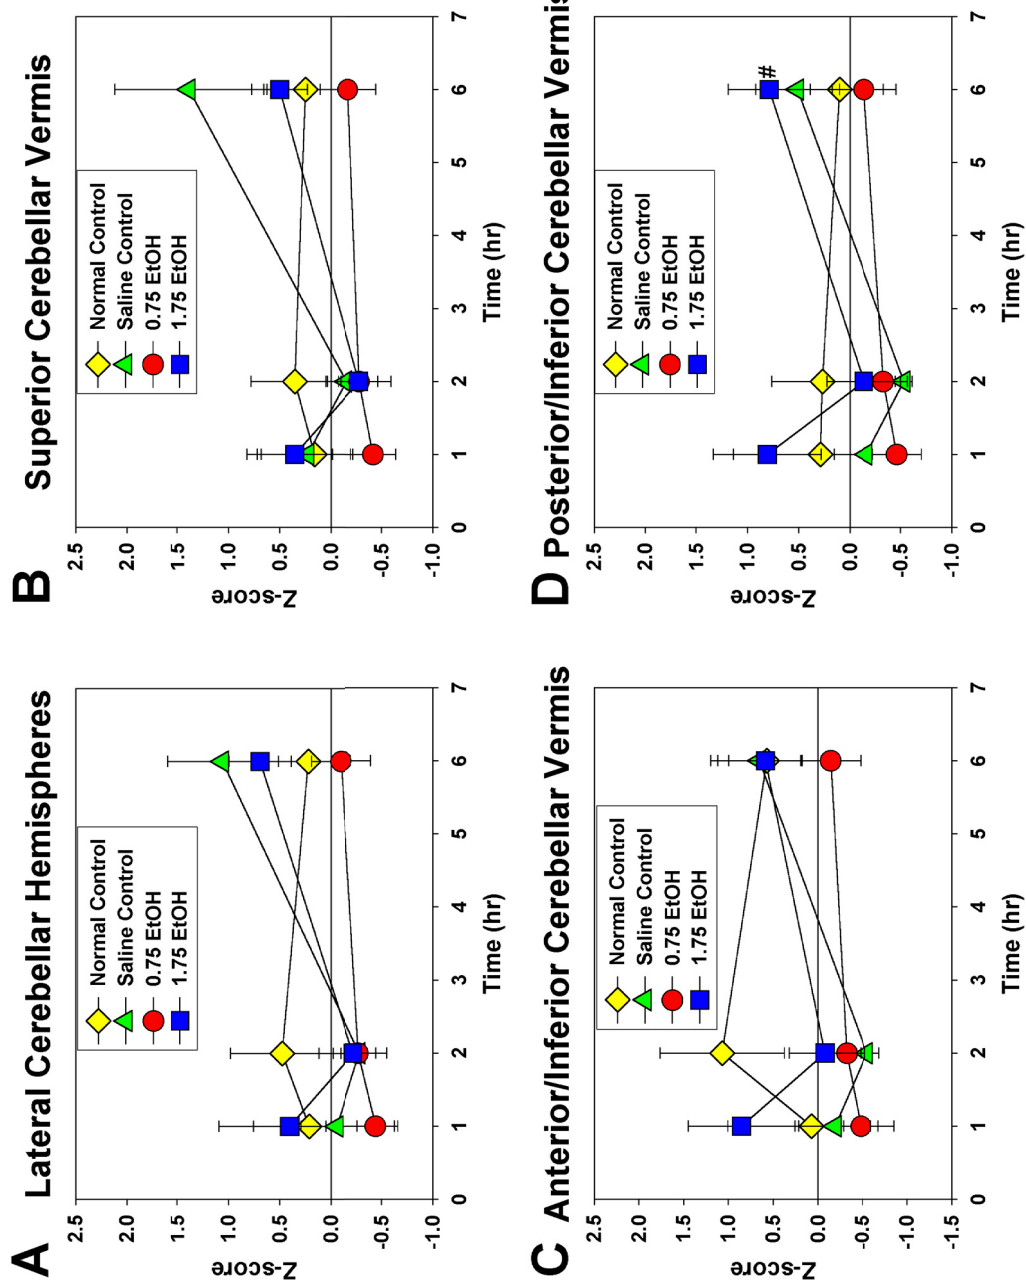 A
Lateral Cerebellar Hemispheres
Normal Control
Saline Control
0.75 EtOH
1.75 EtOH
2.5
2.0
1.5
1.0
0.5
0.0
-0.5
-1.0
Z-score
0 1 2 3 4 5 6 7
Time (hr)
B
Superior Cerebellar Vermis
Normal Control
Saline Control
0.75 EtOH
1.75 EtOH
2.5
2.0
1.5
1.0
0.5
0.0
-0.5
-1.0
Z-score
0 1 2 3 4 5 6 7
Time (hr)
C
Anterior/Inferior Cerebellar Vermis
Normal Control
Saline Control
0.75 EtOH
1.75 EtOH
2.5
2.0
1.5
1.0
0.5
0.0
-0.5
-1.0
-1.5
Z-score
0 1 2 3 4 5 6 7
Time (hr)
D
Posterior/Inferior Cerebellar Vermis
Normal Control
Saline Control
0.75 EtOH
1.75 EtOH
#
2.5
2.0
1.5
1.0
0.5
0.0
-0.5
-1.0
Z-score
0 1 2 3 4 5 6 7
Time (hr)